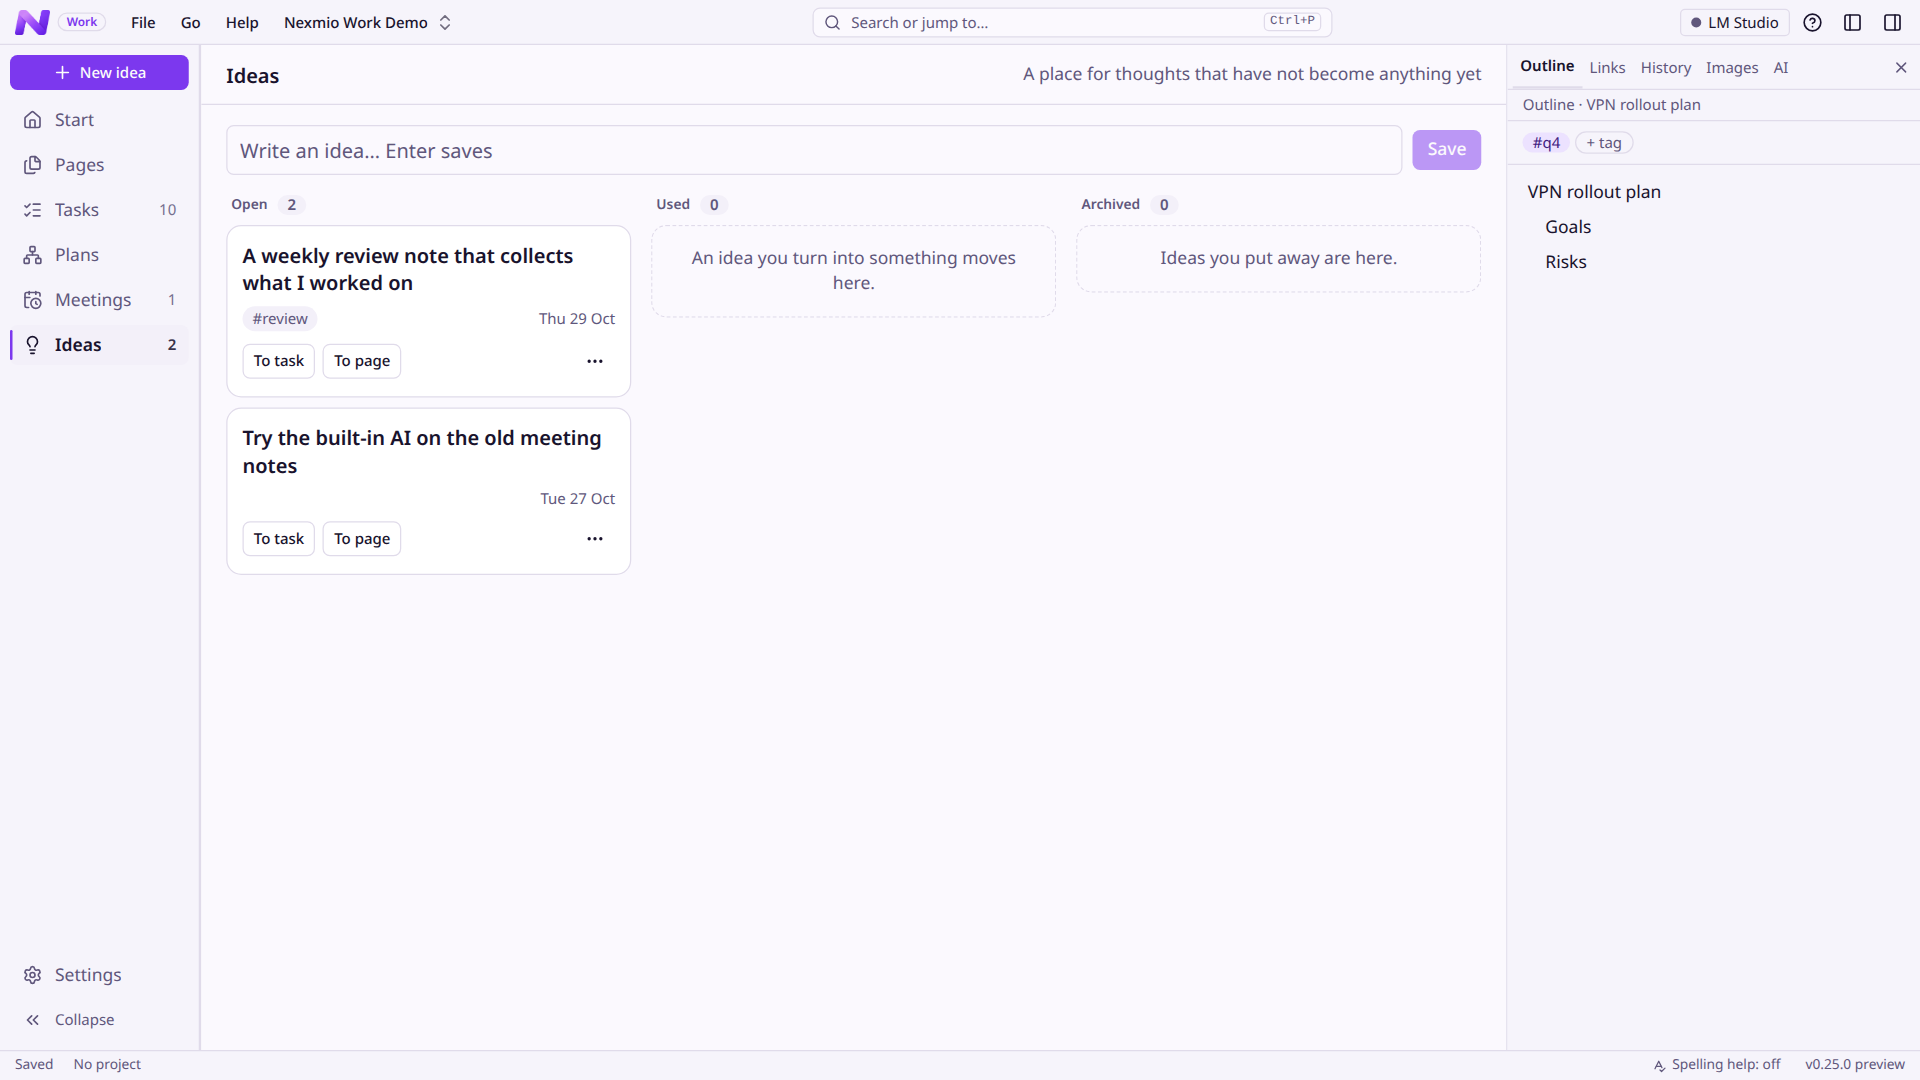 Work
File
Go
Help
Nexmio Work Demo
Search or jump to...
Ctrl+P
LM Studio
New idea
Start
Pages
Tasks 10
Plans
Meetings 1
Ideas 2
Settings
Collapse
Ideas
A place for thoughts that have not become anything yet
Write an idea... Enter saves
Save
Open 2
A weekly review note that collects
what I worked on
#review
Thu 29 Oct
To task
To page
Try the built-in AI on the old meeting
notes
Tue 27 Oct
To task
To page
Used 0
An idea you turn into something moves
here.
Archived 0
Ideas you put away are here.
Outline
Links
History
Images
AI
Outline · VPN rollout plan
#q4
+ tag
VPN rollout plan
Goals
Risks
Saved
No project
Spelling help: off
v0.25.0 preview